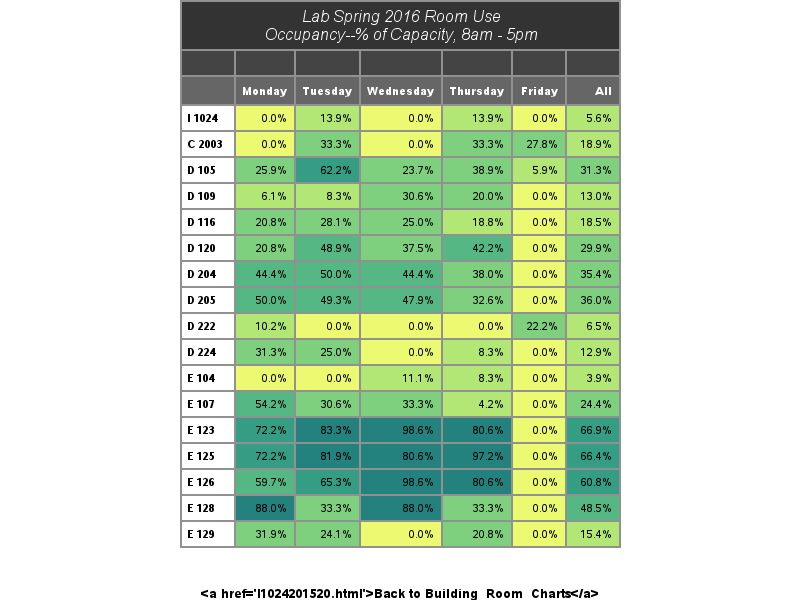 Lab Spring 2016 Room Use
Occupancy--% of Capacity, 8am - 5pm
Monday Tuesday Wednesday Thursday Friday All
I 1024 0.0% 13.9% 0.0% 13.9% 0.0% 5.6%
C 2003 0.0% 33.3% 0.0% 33.3% 27.8% 18.9%
D 105 25.9% 62.2% 23.7% 38.9% 5.9% 31.3%
D 109 6.1% 8.3% 30.6% 20.0% 0.0% 13.0%
D 116 20.8% 28.1% 25.0% 18.8% 0.0% 18.5%
D 120 20.8% 48.9% 37.5% 42.2% 0.0% 29.9%
D 204 44.4% 50.0% 44.4% 38.0% 0.0% 35.4%
D 205 50.0% 49.3% 47.9% 32.6% 0.0% 36.0%
D 222 10.2% 0.0% 0.0% 0.0% 22.2% 6.5%
D 224 31.3% 25.0% 0.0% 8.3% 0.0% 12.9%
E 104 0.0% 0.0% 11.1% 8.3% 0.0% 3.9%
E 107 54.2% 30.6% 33.3% 4.2% 0.0% 24.4%
E 123 72.2% 83.3% 98.6% 80.6% 0.0% 66.9%
E 125 72.2% 81.9% 80.6% 97.2% 0.0% 66.4%
E 126 59.7% 65.3% 98.6% 80.6% 0.0% 60.8%
E 128 88.0% 33.3% 88.0% 33.3% 0.0% 48.5%
E 129 31.9% 24.1% 0.0% 20.8% 0.0% 15.4%
<a href='I1024201520.html'>Back to Building_Room_Charts</a>